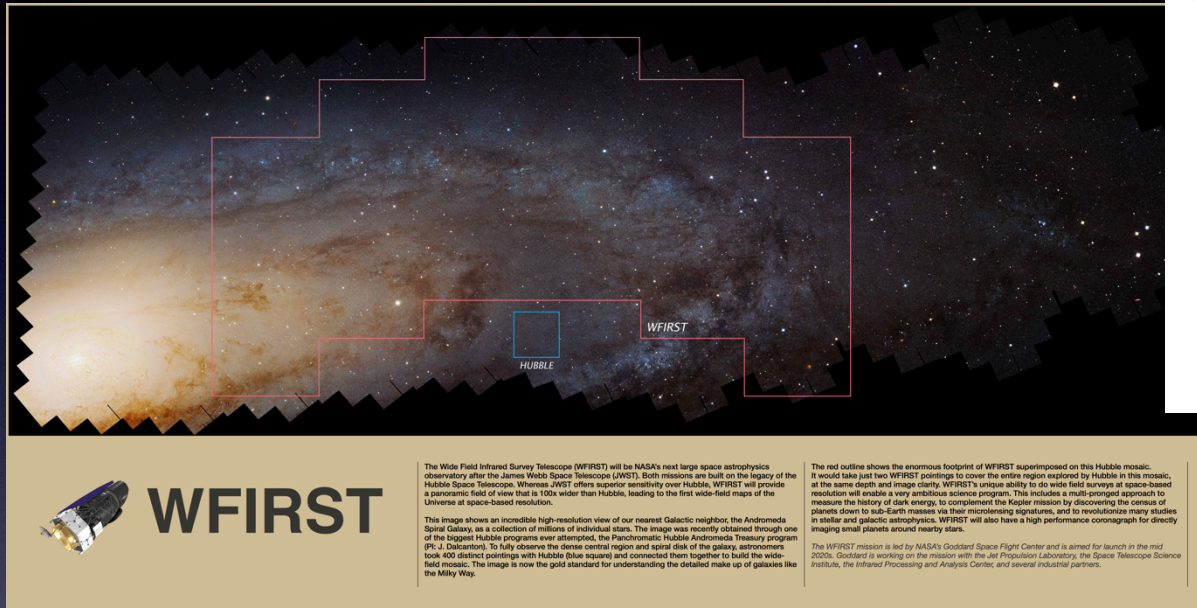 WFIRST
HUBBLE
WFIRST
The Wide Field Infrared Survey Telescope (WFIRST) will be NASA's next large space astrophysics
observatory after the James Webb Space Telescope (JWST). Both missions are built on the legacy of the
Hubble Space Telescope. Whereas JWST offers superior sensitivity over Hubble, WFIRST will provide
a panoramic field of view that is 100x wider than Hubble, leading to the first wide-field maps of the
Universe at space-based resolution.
This image shows an incredible high-resolution view of our nearest Galactic neighbor, the Andromeda
Spiral Galaxy, as a collection of millions of individual stars. The image was recently obtained through one
of the biggest Hubble programs ever attempted, the Panchromatic Hubble Andromeda Treasury program
(PI: J. Dalcanton). To fully observe the dense central region and spiral disk of the galaxy, astronomers
took 400 distinct pointings with Hubble (blue square) and connected them together to build the wide-
field mosaic. The image is now the gold standard for understanding the detailed make up of galaxies like
the Milky Way.
The red outline shows the enormous footprint of WFIRST superimposed on this Hubble mosaic.
It would take just two WFIRST pointings to cover the entire region explored by Hubble in this mosaic,
at the same depth and image clarity. WFIRST's unique ability to do wide field surveys at space-based
resolution will enable a very ambitious science program. This includes a multi-pronged approach to
measure the history of dark energy, to complement the Kepler mission by discovering the census of
planets down to sub-Earth masses via their microlensing signatures, and to revolutionize many studies
in stellar and galactic astrophysics. WFIRST will also have a high performance coronagraph for directly
imaging small planets around nearby stars.
The WFIRST mission is led by NASA's Goddard Space Flight Center and is aimed for launch in the mid
2020s. Goddard is working on the mission with the Jet Propulsion Laboratory, the Space Telescope Science
Institute, the Infrared Processing and Analysis Center, and several industrial partners.